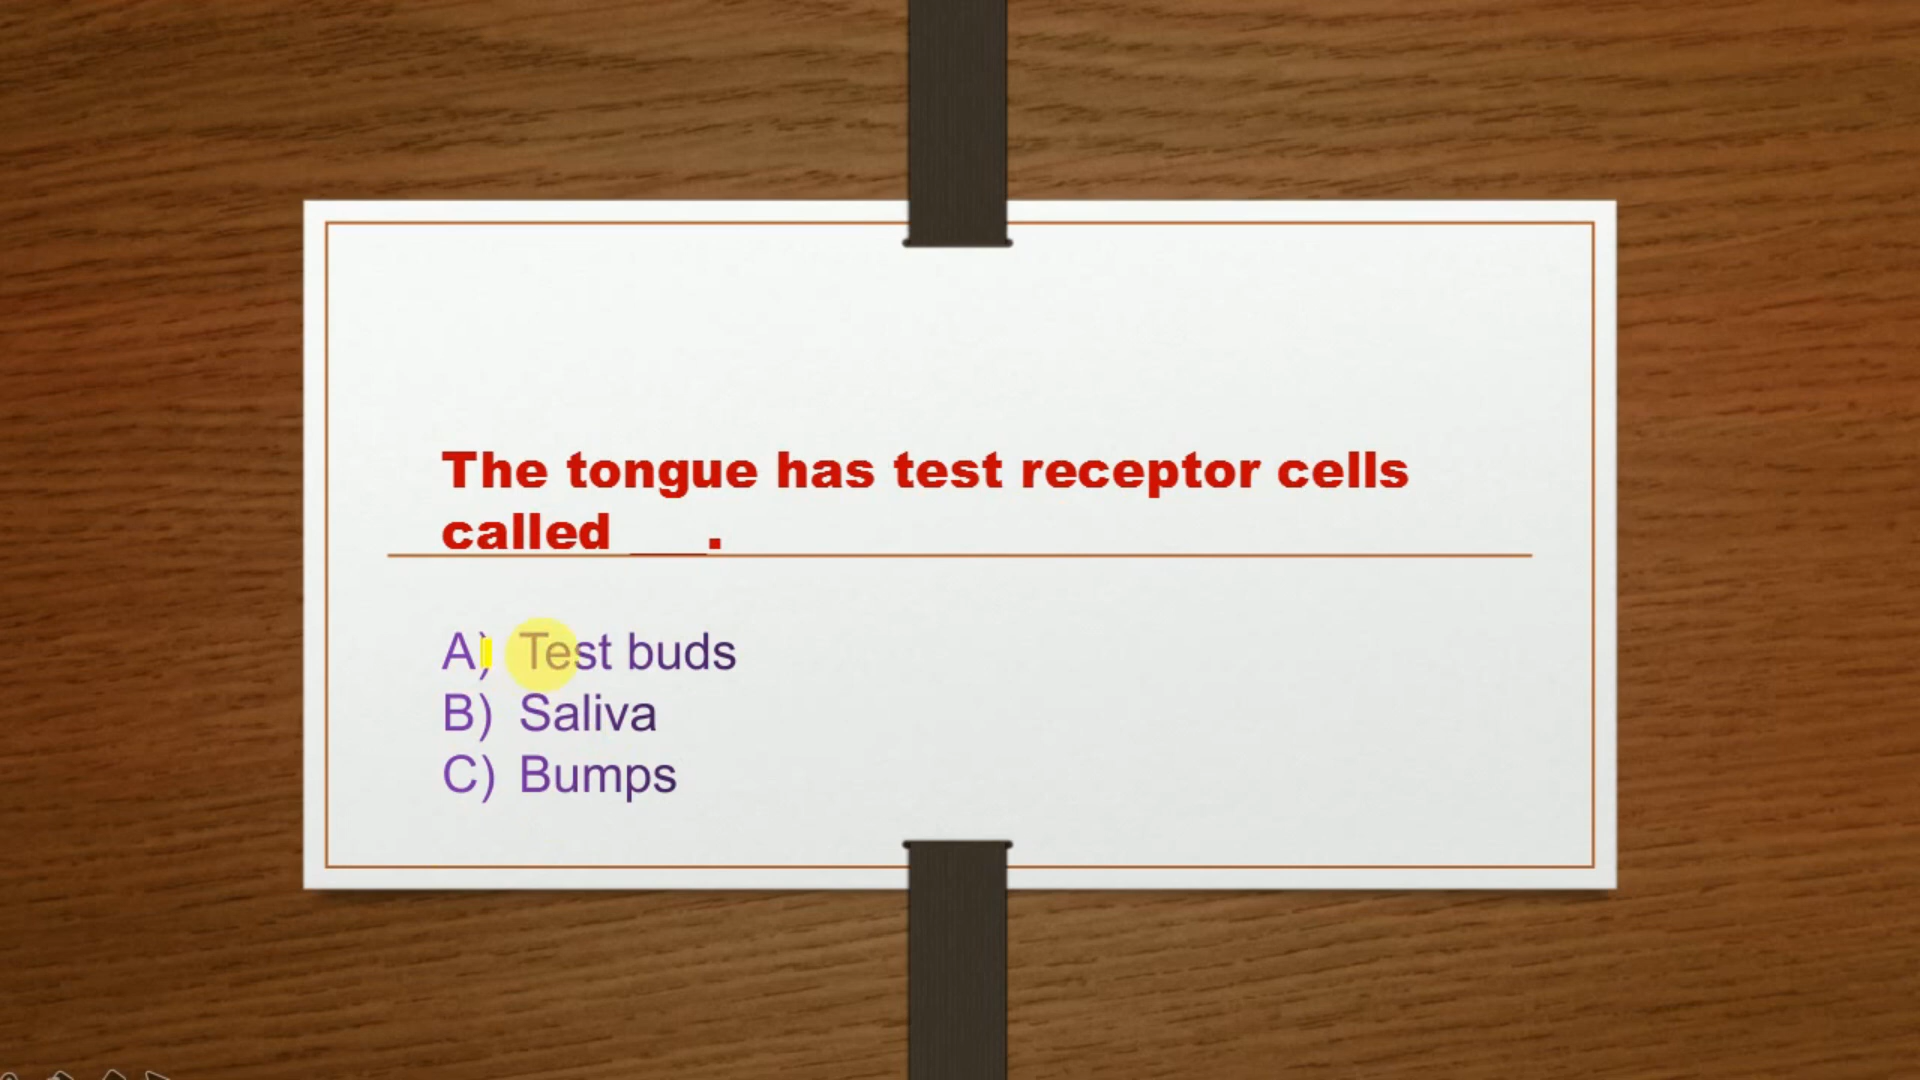 The tongue has test receptor cells
called ___.
A) Test buds
B) Saliva
C) Bumps